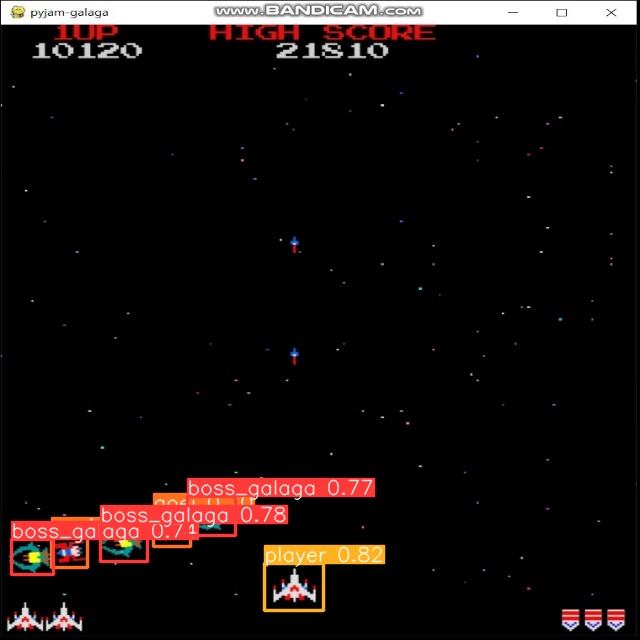 pyjam-galaga
www.BANDICAM.com
1UP
HIGH SCORE
10120
21810
boss_galaga 0.77
boss_galaga 0.78
boss_ga
player 0.82